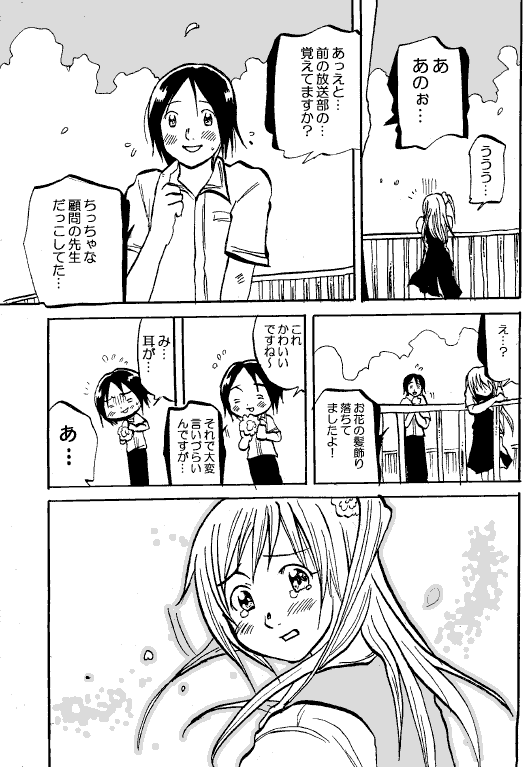 あ
あのぉ…
ううう…
あっえと…
前の放送部の…
覚えてますか？
ちっちゃな
顧問の先生
だっこしてた…
え…？
お花の髪飾り
落ちて
ましたよ！
これ
かわいい
ですね～
それで大変
言いづらい
んですが…
み…
耳が…
あ…